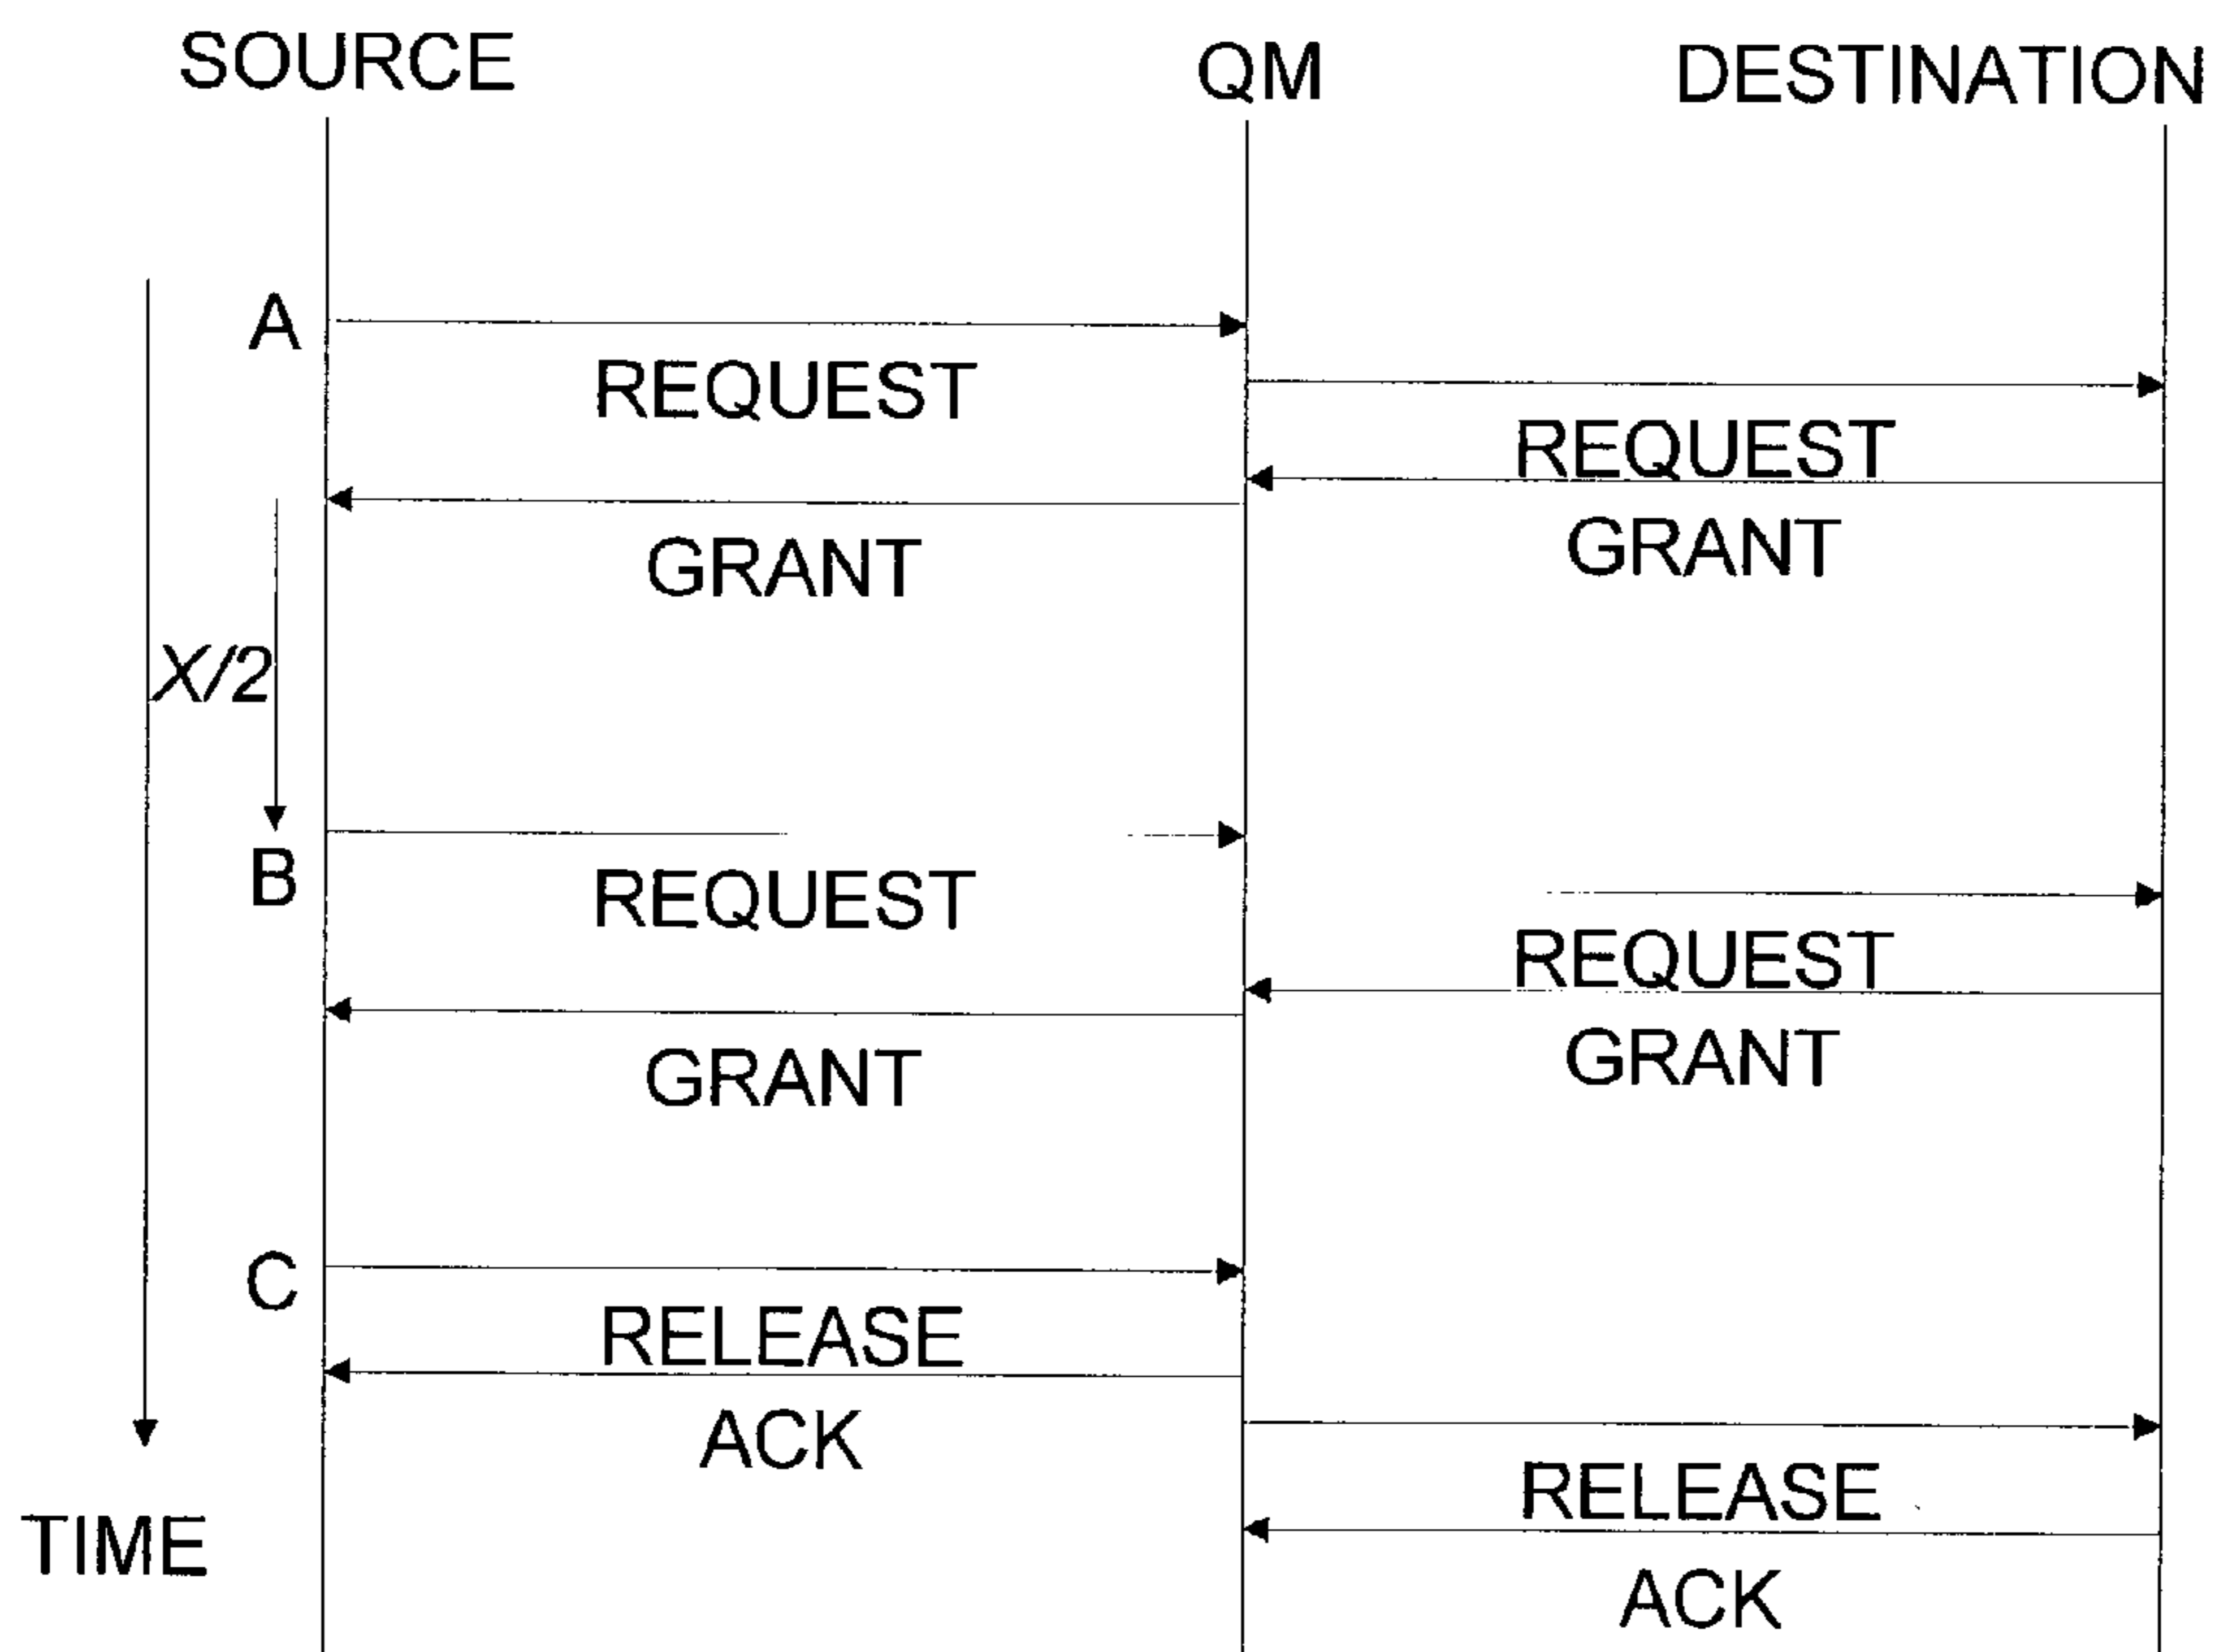 SOURCE QM DESTINATION
A
REQUEST
REQUEST
GRANT
GRANT
X/2
B
REQUEST
REQUEST
GRANT
GRANT
C
RELEASE
ACK
RELEASE
TIME
ACK